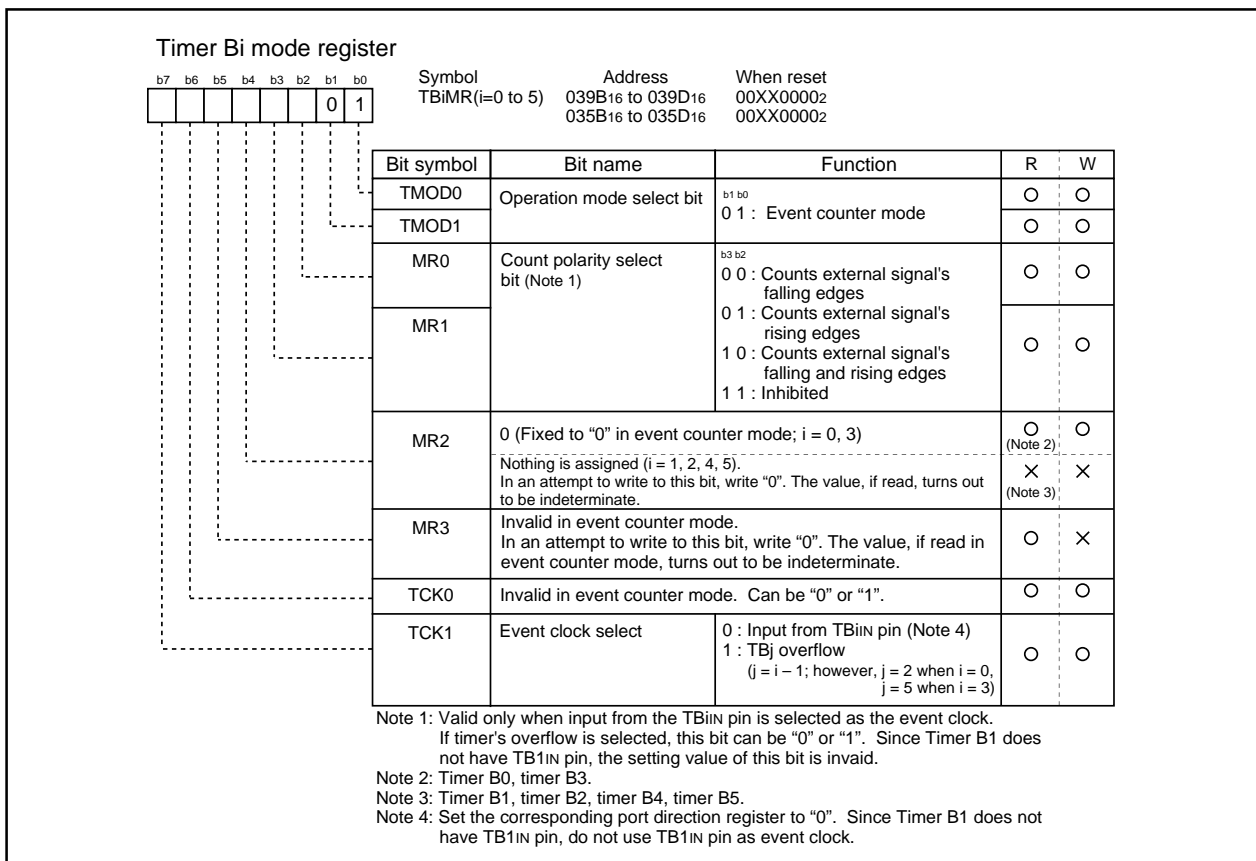 Timer Bi mode register
b7 b6 b5 b4 b3 b2 b1 b0
0 1
Symbol Address When reset
TBiMR(i=0 to 5) 039B16 to 039D16 00XX00002
035B16 to 035D16 00XX00002
Bit symbol Bit name Function R W
TMOD0 Operation mode select bit b1 b0
0 1 : Event counter mode
TMOD1
MR0 Count polarity select
bit (Note 1)
b3 b2
0 0 : Counts external signal's
falling edges
0 1 : Counts external signal's
rising edges
MR1
1 0 : Counts external signal's
falling and rising edges
1 1 : Inhibited
MR2 0 (Fixed to “0” in event counter mode; i = 0, 3)
(Note 2)
Nothing is assigned (i = 1, 2, 4, 5).
In an attempt to write to this bit, write “0”. The value, if read, turns out
to be indeterminate.
(Note 3)
MR3 Invalid in event counter mode.
In an attempt to write to this bit, write “0”. The value, if read in
event counter mode, turns out to be indeterminate.
TCK0 Invalid in event counter mode. Can be “0” or “1”.
TCK1 Event clock select 0 : Input from TBiIN pin (Note 4)
1 : TBj overflow
(j = i – 1; however, j = 2 when i = 0,
j = 5 when i = 3)
Note 1: Valid only when input from the TBiIN pin is selected as the event clock.
If timer's overflow is selected, this bit can be “0” or “1”. Since Timer B1 does
not have TB1IN pin, the setting value of this bit is invaid.
Note 2: Timer B0, timer B3.
Note 3: Timer B1, timer B2, timer B4, timer B5.
Note 4: Set the corresponding port direction register to “0”. Since Timer B1 does not
have TB1IN pin, do not use TB1IN pin as event clock.